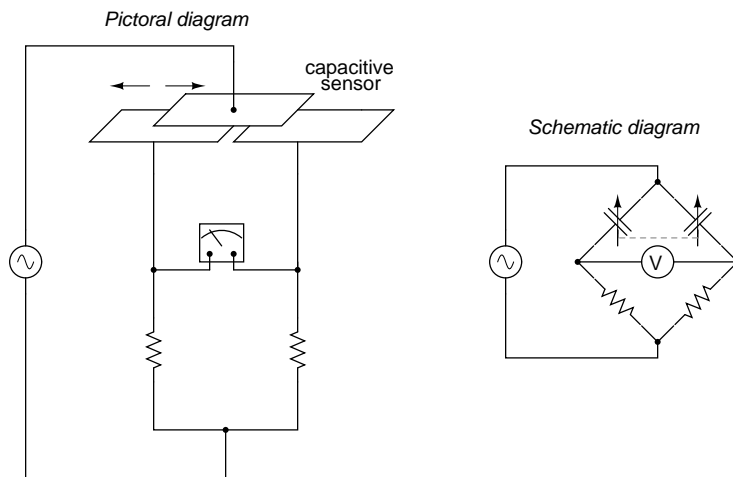 Pictoral diagram
capacitive
sensor
Schematic diagram
V